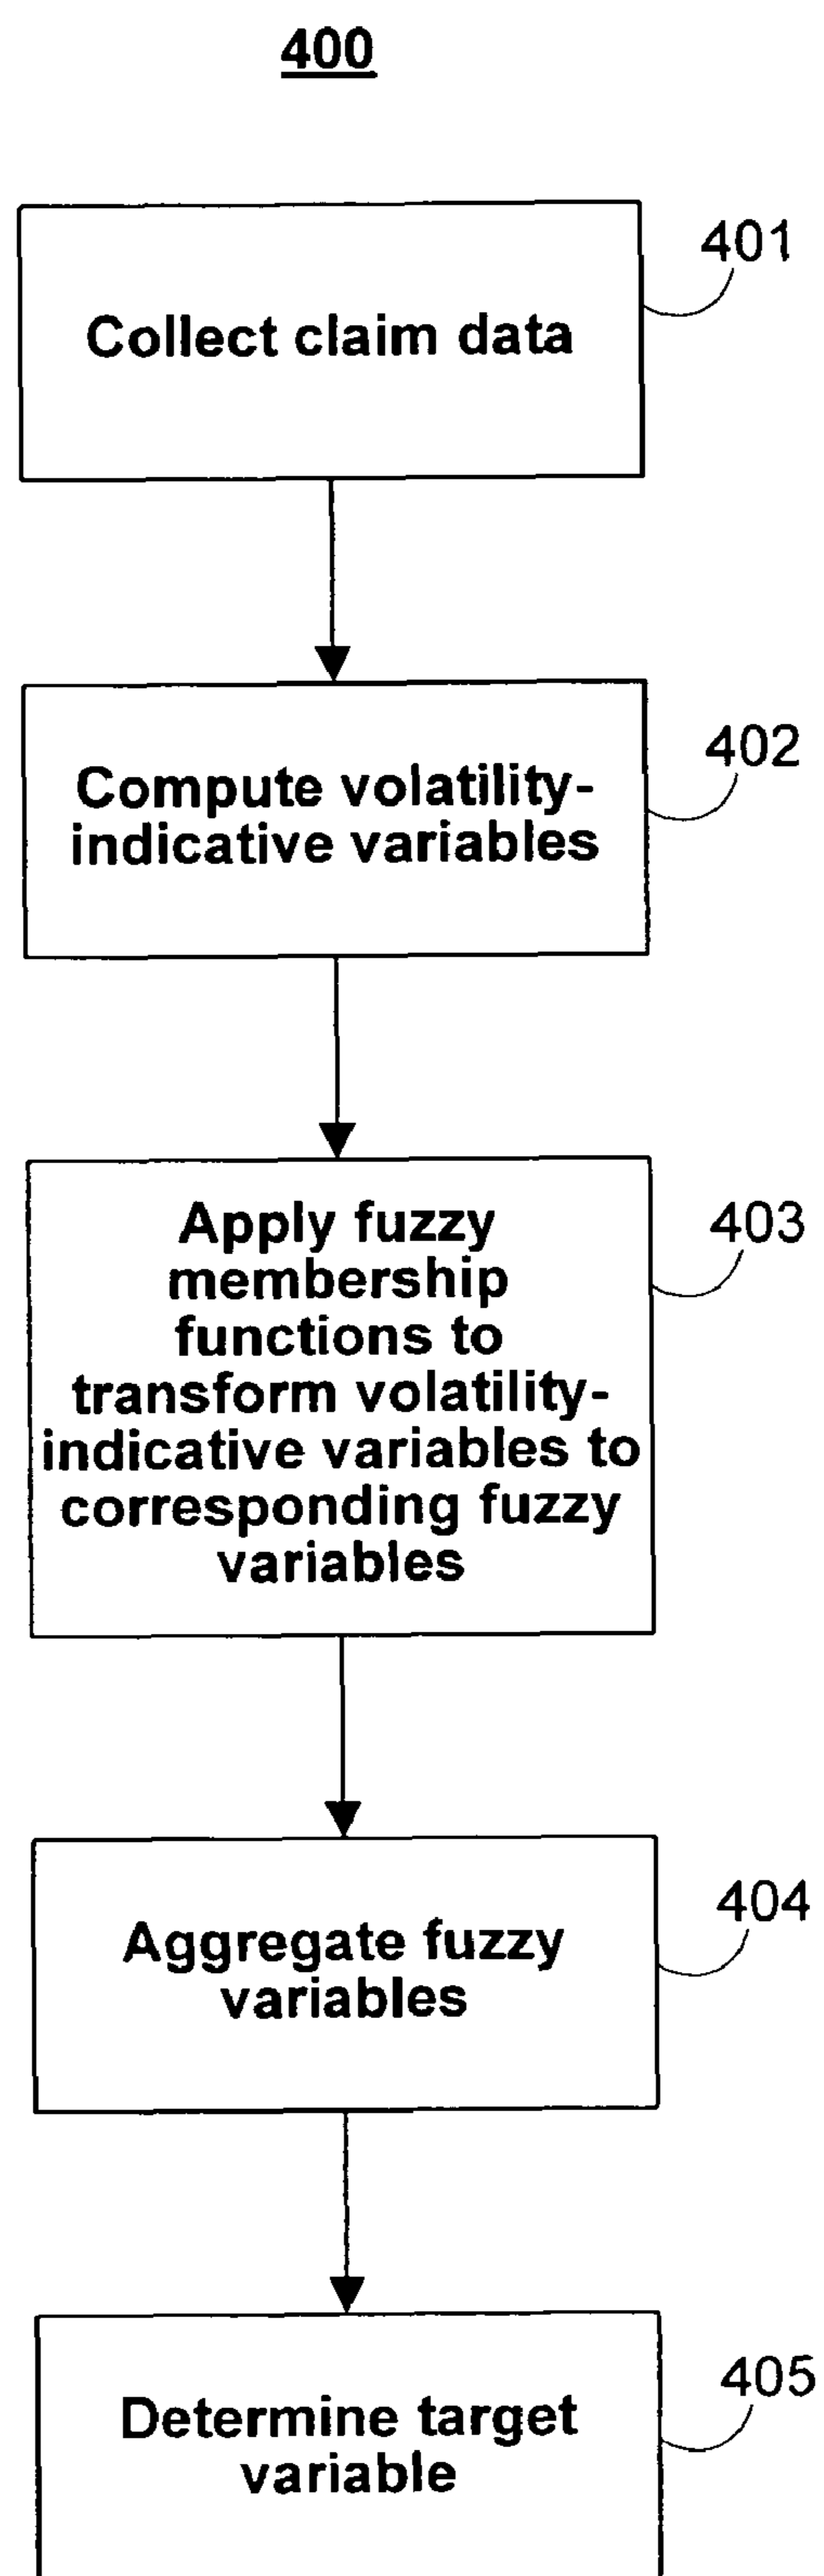 400
401
Collect claim data
402
Compute volatility-
indicative variables
403
Apply fuzzy
membership
functions to
transform volatility-
indicative variables to
corresponding fuzzy
variables
404
Aggregate fuzzy
variables
405
Determine target
variable